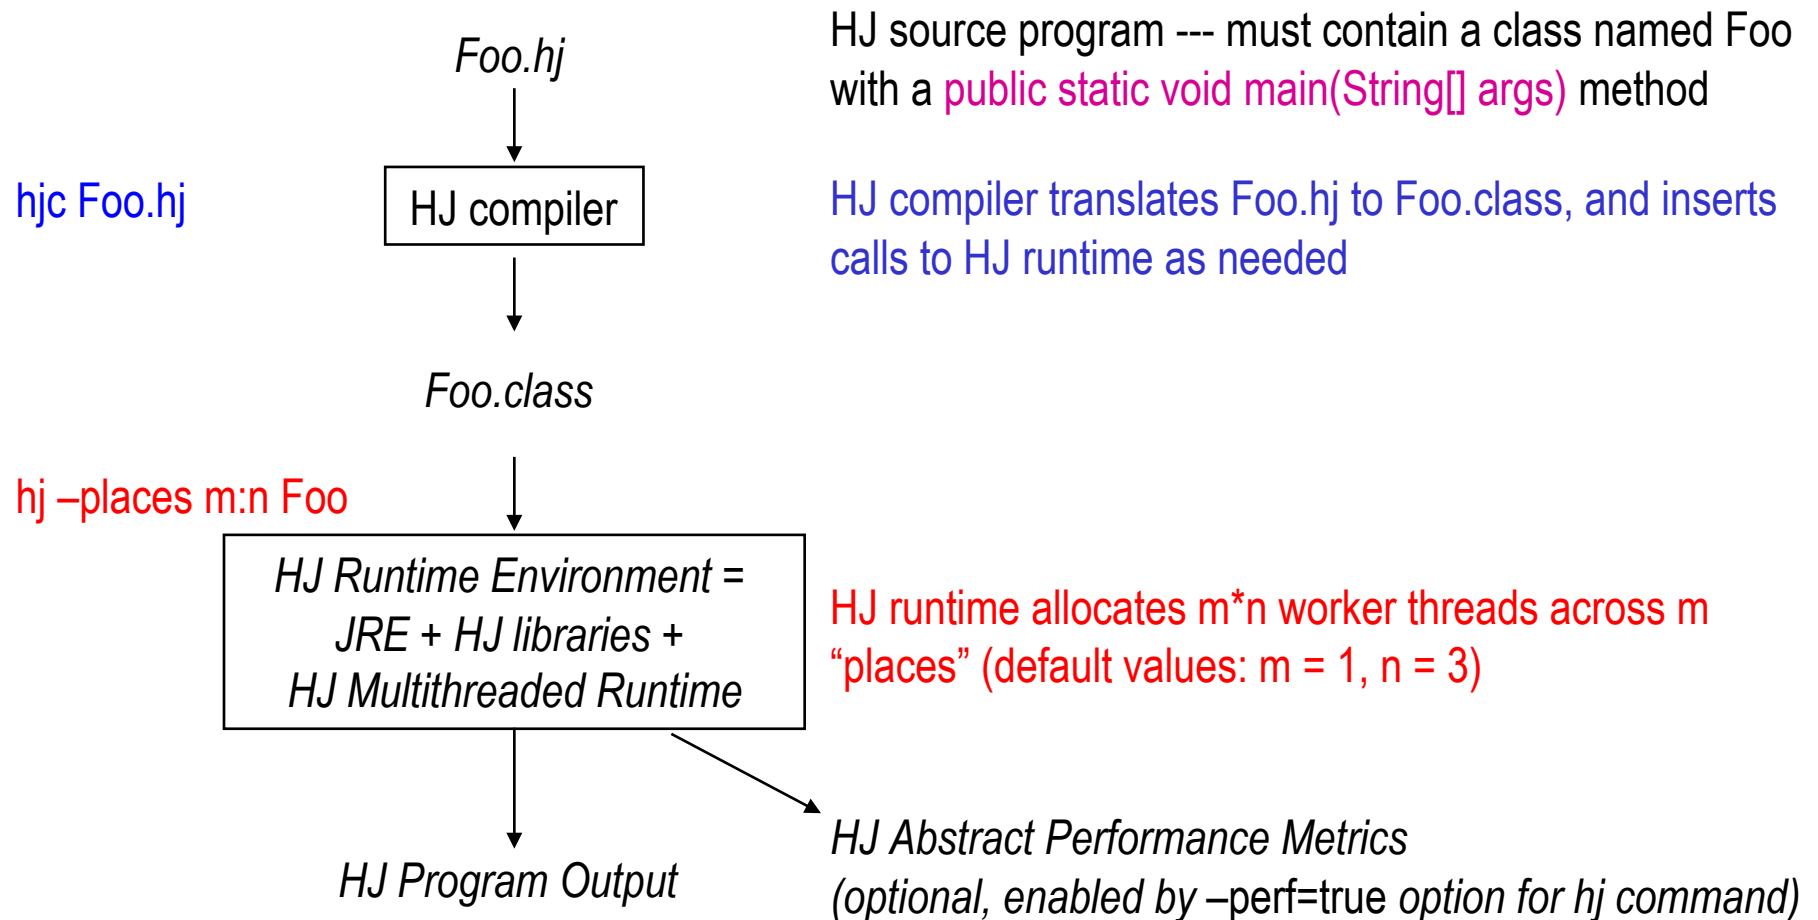 Foo.hj
HJ source program --- must contain a class named Foo
with a public static void main(String[] args) method
hjc Foo.hj
HJ compiler
HJ compiler translates Foo.hj to Foo.class, and inserts
calls to HJ runtime as needed
Foo.class
hj –places m:n Foo
HJ Runtime Environment =
JRE + HJ libraries +
HJ Multithreaded Runtime
HJ runtime allocates m*n worker threads across m
“places” (default values: m = 1, n = 3)
HJ Program Output
HJ Abstract Performance Metrics
(optional, enabled by –perf=true option for hj command)